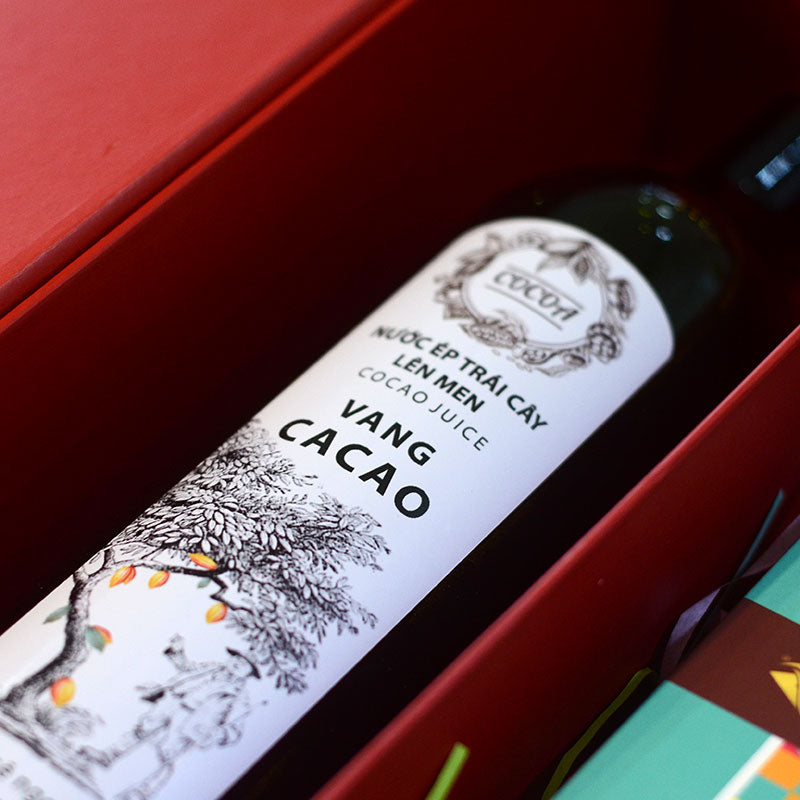 COCOA
NƯỚC ÉP TRÁI CÂY
LÊN MEN
COCAO JUICE
VANG
CACAO